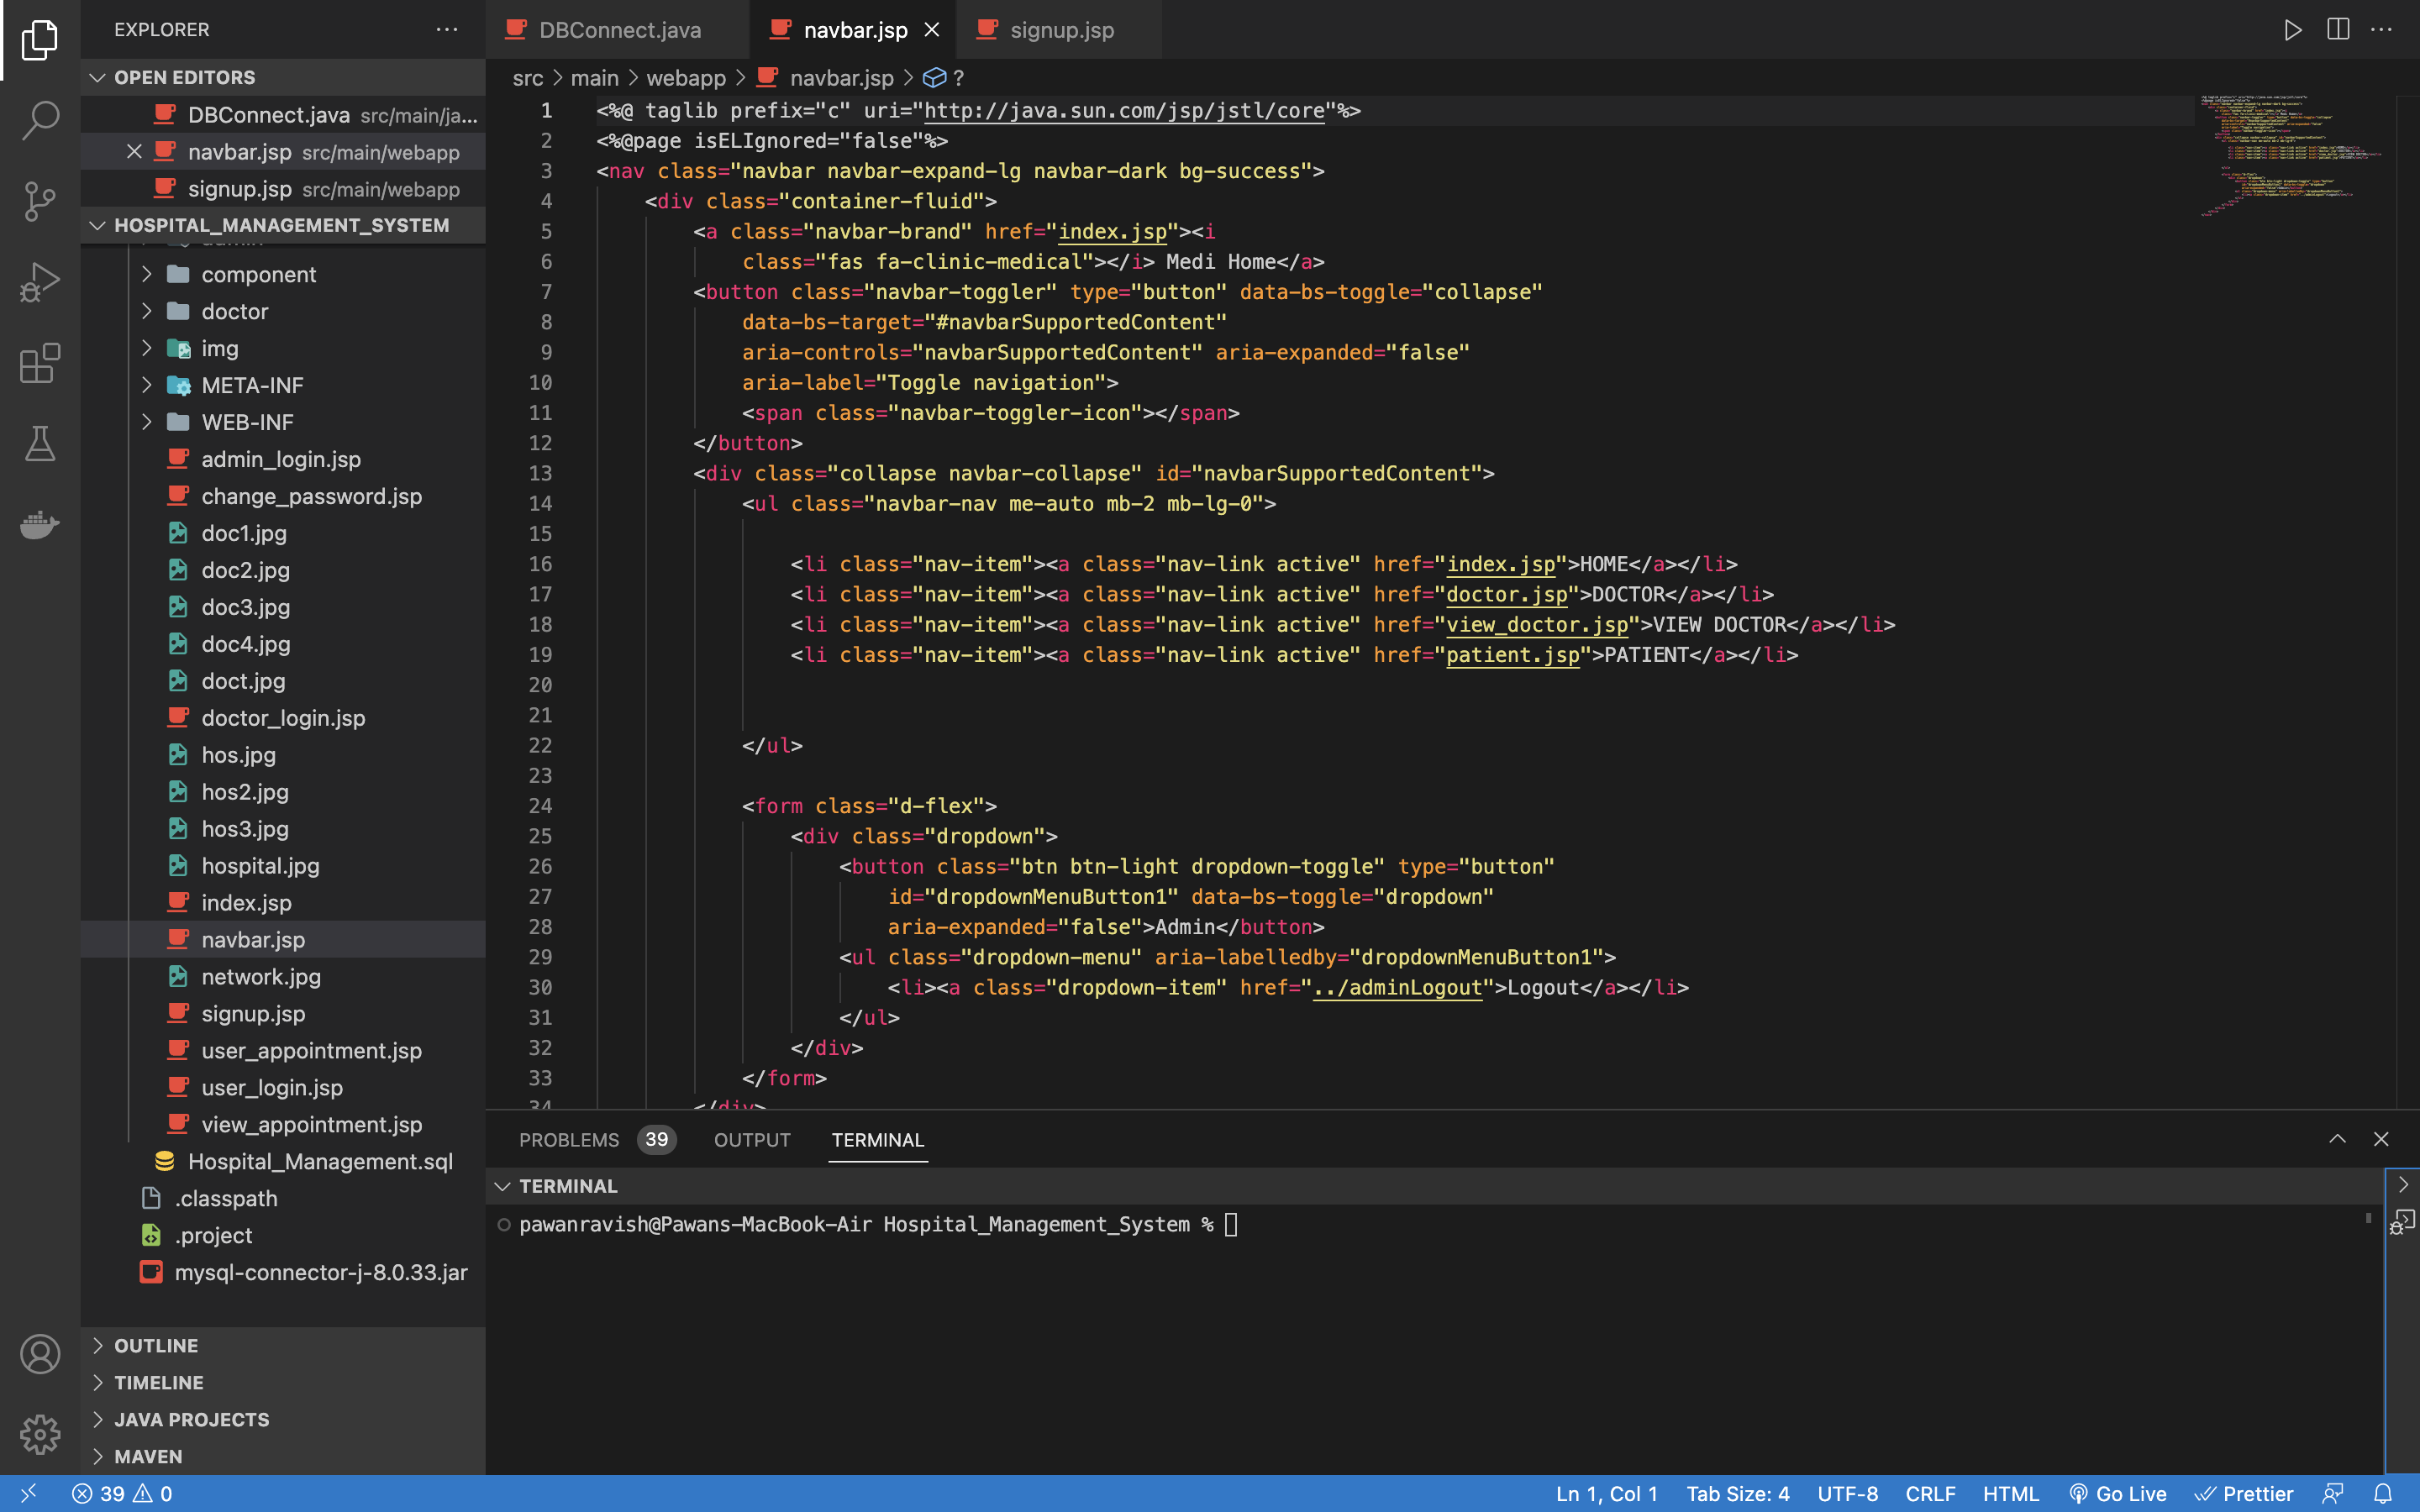 EXPLORER
OPEN EDITORS
DBConnect.java src/main/ja...
navbar.jsp src/main/webapp
signup.jsp src/main/webapp
HOSPITAL_MANAGEMENT_SYSTEM
component
doctor
img
META-INF
WEB-INF
admin_login.jsp
change_password.jsp
doc1.jpg
doc2.jpg
doc3.jpg
doc4.jpg
doct.jpg
doctor_login.jsp
hos.jpg
hos2.jpg
hos3.jpg
hospital.jpg
index.jsp
navbar.jsp
network.jpg
signup.jsp
user_appointment.jsp
user_login.jsp
view_appointment.jsp
Hospital_Management.sql
.classpath
.project
mysql-connector-j-8.0.33.jar
OUTLINE
TIMELINE
JAVA PROJECTS
MAVEN
DBConnect.java navbar.jsp signup.jsp
src > main > webapp > navbar.jsp > ?
1 <%@ taglib prefix="c" uri="http://java.sun.com/jsp/jstl/core"%>
2 <%@page isELIgnored="false"%>
3 <nav class="navbar navbar-expand-lg navbar-dark bg-success">
4 <div class="container-fluid">
5 <a class="navbar-brand" href="index.jsp"><i
6 class="fas fa-clinic-medical"></i> Medi Home</a>
7 <button class="navbar-toggler" type="button" data-bs-toggle="collapse"
8 data-bs-target="#navbarSupportedContent"
9 aria-controls="navbarSupportedContent" aria-expanded="false"
10 aria-label="Toggle navigation">
11 <span class="navbar-toggler-icon"></span>
12 </button>
13 <div class="collapse navbar-collapse" id="navbarSupportedContent">
14 <ul class="navbar-nav me-auto mb-2 mb-lg-0">
15
16 <li class="nav-item"><a class="nav-link active" href="index.jsp">HOME</a></li>
17 <li class="nav-item"><a class="nav-link active" href="doctor.jsp">DOCTOR</a></li>
18 <li class="nav-item"><a class="nav-link active" href="view_doctor.jsp">VIEW DOCTOR</a></li>
19 <li class="nav-item"><a class="nav-link active" href="patient.jsp">PATIENT</a></li>
20
21
22 </ul>
23
24 <form class="d-flex">
25 <div class="dropdown">
26 <button class="btn btn-light dropdown-toggle" type="button"
27 id="dropdownMenuButton1" data-bs-toggle="dropdown"
28 aria-expanded="false">Admin</button>
29 <ul class="dropdown-menu" aria-labelledby="dropdownMenuButton1">
30 <li><a class="dropdown-item" href="../adminLogout">Logout</a></li>
31 </ul>
32 </div>
33 </form>
34 </div>
PROBLEMS 39 OUTPUT TERMINAL
TERMINAL
pawanravish@Pawans-MacBook-Air Hospital_Management_System %
39 0 Ln 1, Col 1 Tab Size: 4 UTF-8 CRLF HTML Go Live Prettier